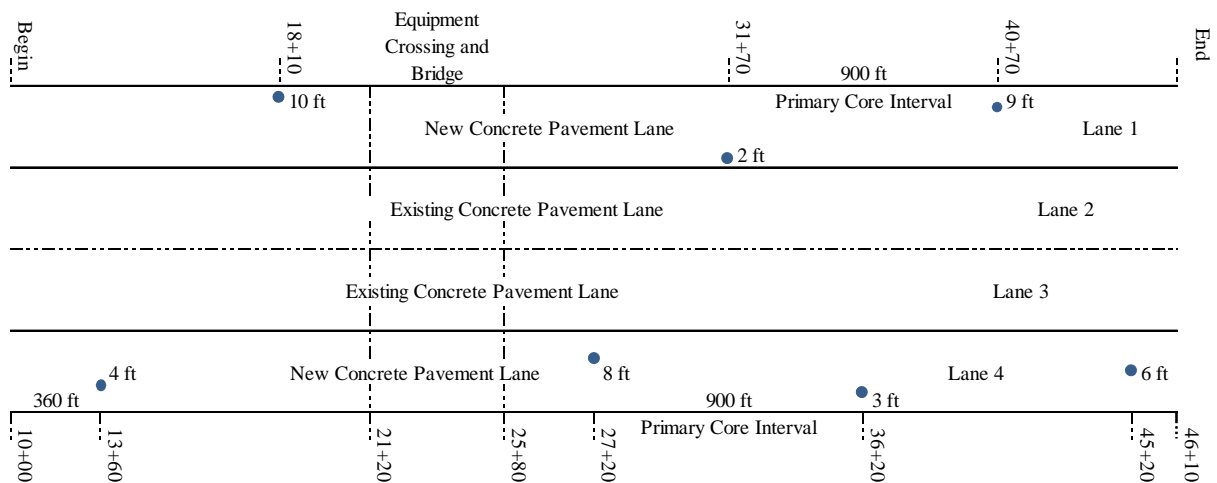 Begin
18+10
Equipment
Crossing and
Bridge
31+70
40+70
End
900 ft
Primary Core Interval
10 ft
9 ft
New Concrete Pavement Lane
Lane 1
2 ft
Existing Concrete Pavement Lane
Lane 2
Existing Concrete Pavement Lane
Lane 3
4 ft
New Concrete Pavement Lane
8 ft
Lane 4
6 ft
360 ft
900 ft
3 ft
Primary Core Interval
10+00
13+60
21+20
25+80
27+20
36+20
45+20
46+10